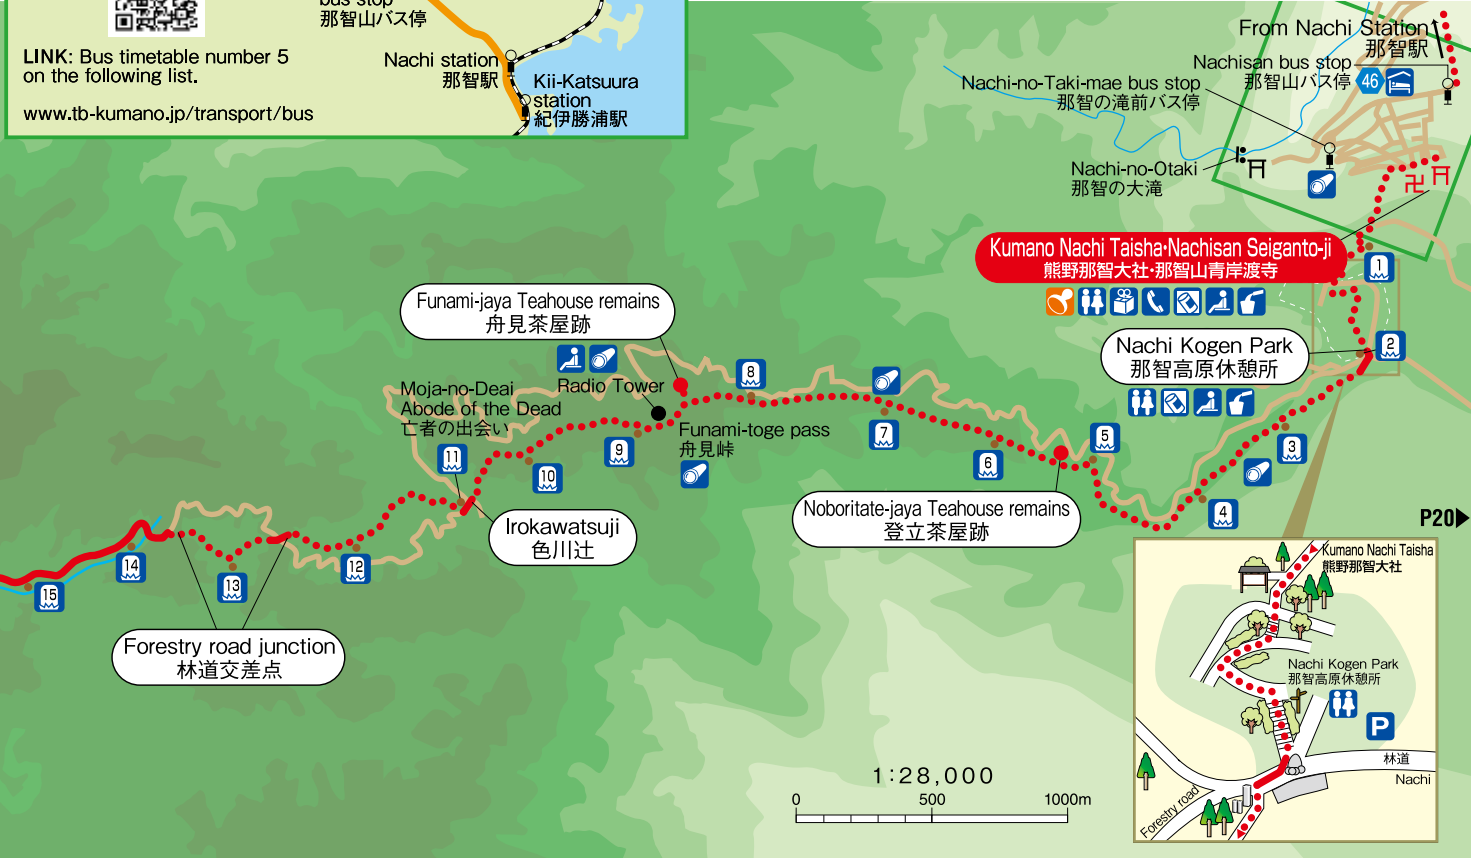 bus stop
那智山バス停
LINK: Bus timetable number 5
on the following list.
www.tb-kumano.jp/transport/bus
Nachi station
那智駅
Kii-Katsuura
station
紀伊勝浦駅
From Nachi Station
那智駅
Nachisan bus stop
那智山バス停
46
Nachi-no-Taki-mae bus stop
那智の滝前バス停
Nachi-no-Otaki
那智の大滝
卍
Kumano Nachi Taisha・Nachisan Seiganto-ji
熊野那智大社・那智山青岸渡寺
1
Nachi Kogen Park
那智高原休憩所
2
Funami-jaya Teahouse remains
舟見茶屋跡
Radio Tower
Moja-no-Deai
Abode of the Dead
亡者の出会い
Funami-toge pass
舟見峠
8
7
6
5
3
4
9
10
11
Noboritate-jaya Teahouse remains
登立茶屋跡
Irokawatsuji
色川辻
12
13
14
15
Forestry road junction
林道交差点
P20▶
1:28,000
0 500 1000m
Kumano Nachi Taisha
熊野那智大社
Nachi Kogen Park
那智高原休憩所
P
林道
Nachi
Forestry road